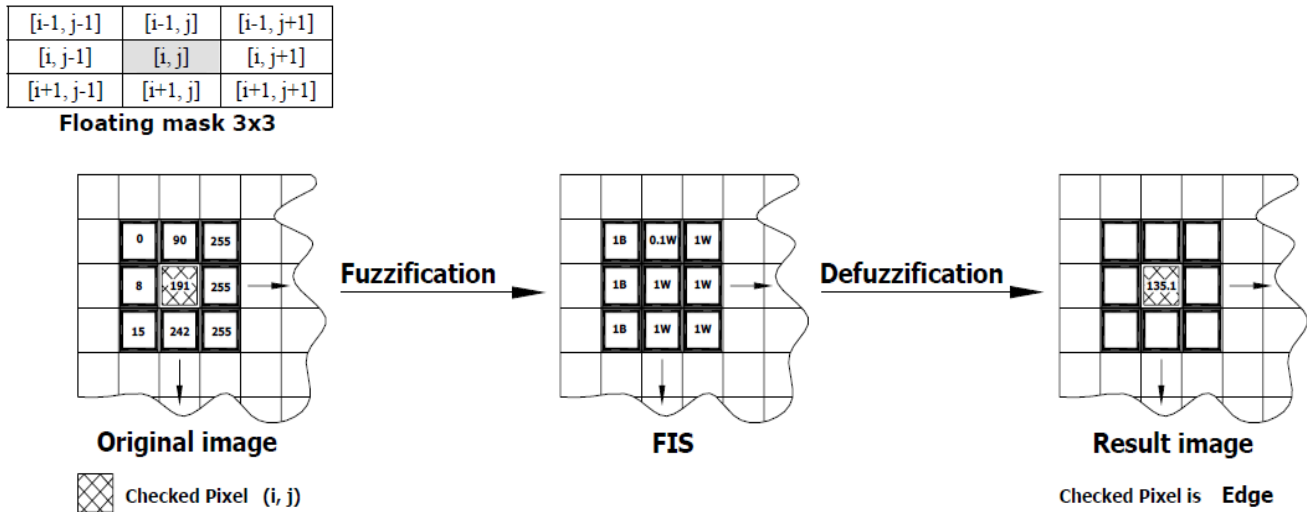 [i-1, j-1] [i-1, j] [i-1, j+1]
[i, j-1] [i, j] [i, j+1]
[i+1, j-1] [i+1, j] [i+1, j+1]
Floating mask 3x3
0 90 255
8 191 255
15 242 255
Original image
Checked Pixel (i, j)
Fuzzification
1B 0.1W 1W
1B 1W 1W
1B 1W 1W
FIS
Defuzzification
135.1
Result image
Checked Pixel is Edge